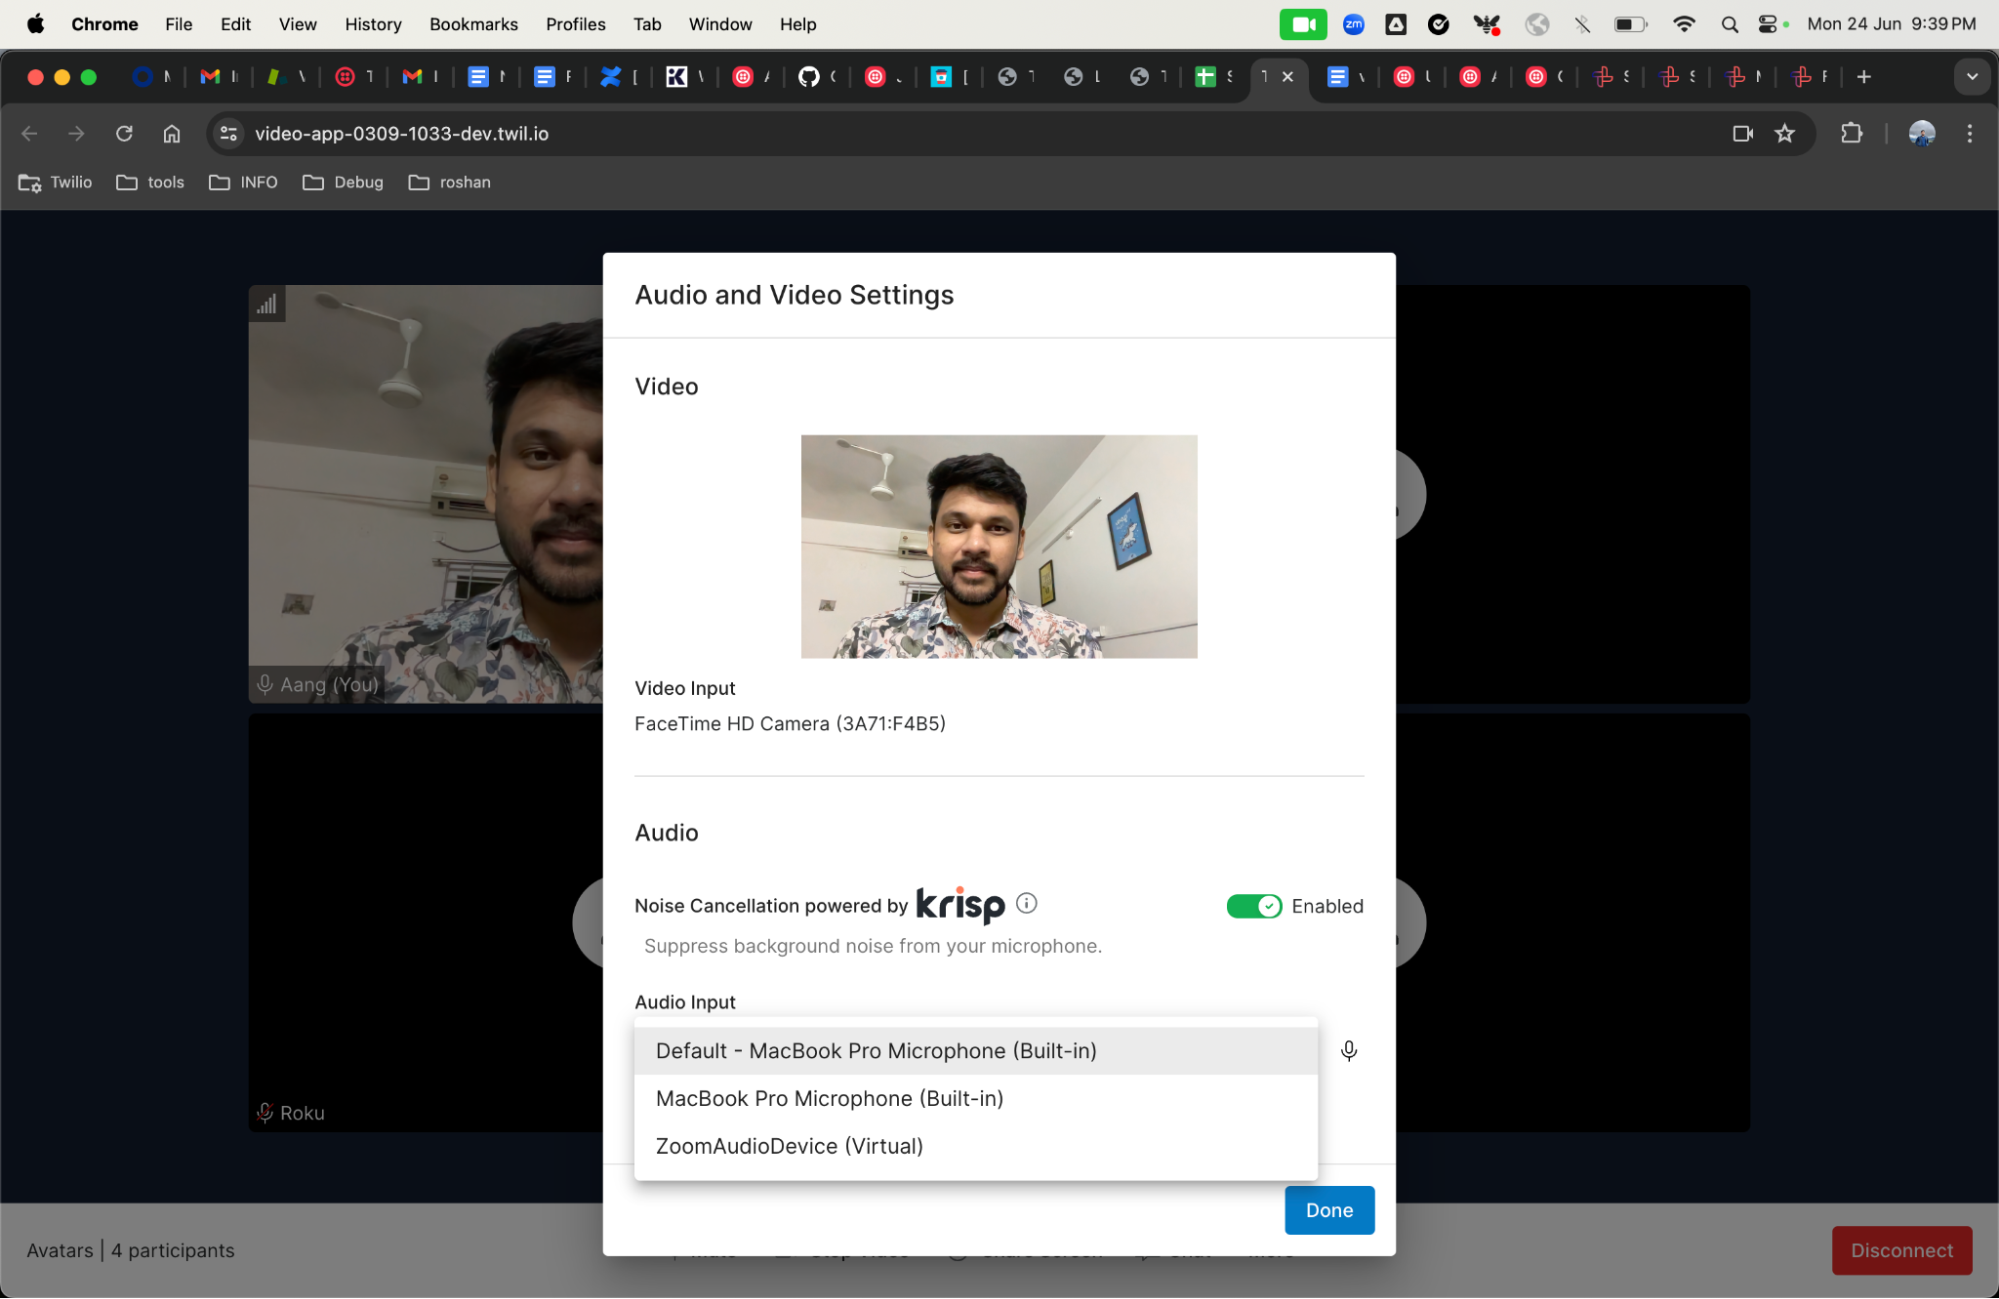 Chrome File Edit View History Bookmarks Profiles Tab Window Help
zm
Mon 24 Jun 9:39 PM
video-app-0309-1033-dev.twil.io
Twilio tools INFO Debug roshan
Audio and Video Settings
Video
Aang (You)
Video Input
FaceTime HD Camera (3A71:F4B5)
Audio
Noise Cancellation powered by krisp
Enabled
Suppress background noise from your microphone.
Audio Input
Default - MacBook Pro Microphone (Built-in)
MacBook Pro Microphone (Built-in)
ZoomAudioDevice (Virtual)
Roku
Done
Avatars | 4 participants
Disconnect